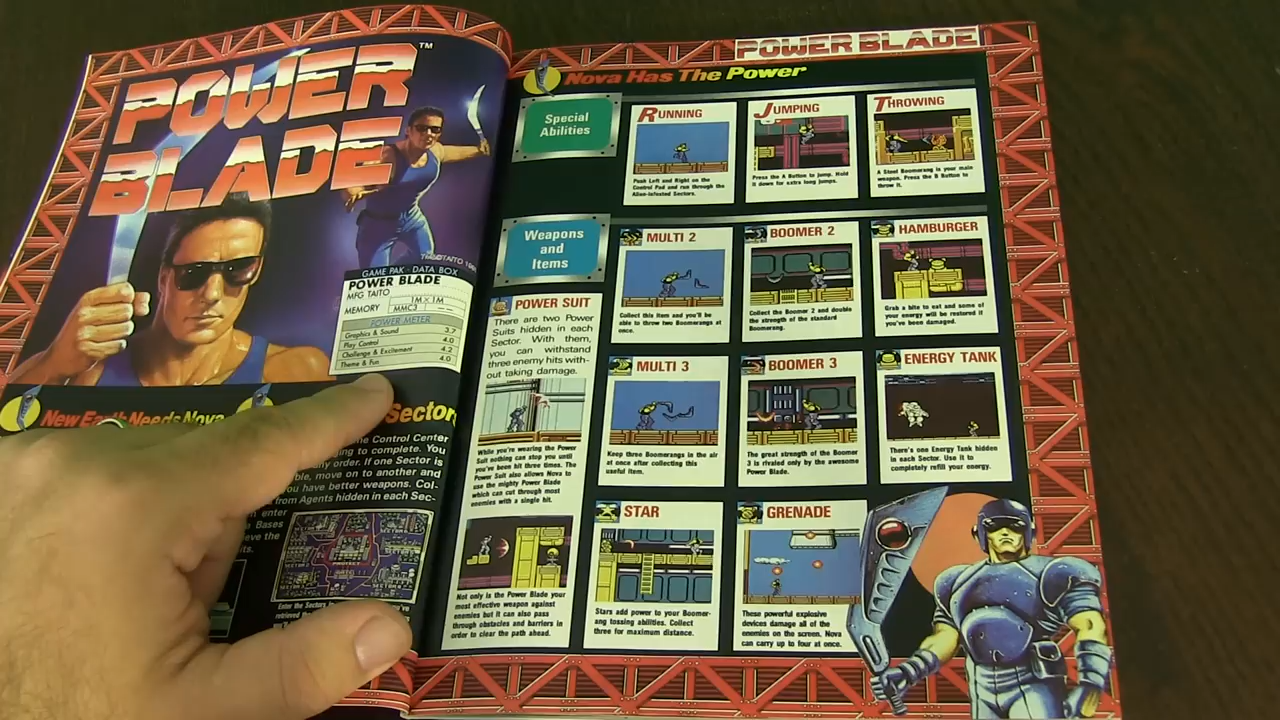 POWER
BLADE
TM
TM © TAITO 199
GAME PAK · DATA BOX
POWER BLADE
MFG TAITO
1M×1M
MEMORY MMC3
POWER METER
Graphics & Sound 3.7
Play Control 4.0
Challenge & Excitement 4.2
Theme & Fun 4.0
New Earth Needs Nova
Sector
he Control Center
ing to complete. You
any order. If one Sector is
ble, move on to another and
you have better weapons. Col-
from Agents hidden in each Sec-
n enter
a Bases
ieve the
its.
Enter the Sectors in
retrieved
POWER BLADE
Nova Has The Power
Special
Abilities
RUNNING
Push Left and Right on the
Control Pad and run through the
Alien-infested Sectors.
JUMPING
Press the A Button to jump. Hold
it down for extra long jumps.
THROWING
A Steel Boomerang is your main
weapon. Press the B Button to
throw it.
Weapons
and
Items
MULTI 2
Collect this item and you'll be
able to throw two Boomerangs at
once.
BOOMER 2
Collect the Boomer 2 and double
the strength of the standard
Boomerang.
HAMBURGER
Grab a bite to eat and some of
your energy will be restored if
you've been damaged.
POWER SUIT
There are two Power
Suits hidden in each
Sector. With them,
you can withstand
three enemy hits with-
out taking damage.
While you're wearing the Power
Suit nothing can stop you until
you've been hit three times. The
Power Suit also allows Nova to
use the mighty Power Blade
which can cut through most
enemies with a single hit.
Not only is the Power Blade your
most effective weapon against
enemies but it can also pass
through obstacles and barriers in
order to clear the path ahead.
MULTI 3
Keep three Boomerangs in the air
at once after collecting this
useful item.
BOOMER 3
The great strength of the Boomer
3 is rivaled only by the awesome
Power Blade.
ENERGY TANK
There's one Energy Tank hidden
in each Sector. Use it to
completely refill your energy.
STAR
Stars add power to your Boomer-
ang tossing abilities. Collect
three for maximum distance.
GRENADE
These powerful explosive
devices damage all of the
enemies on the screen. Nova
can carry up to four at once.